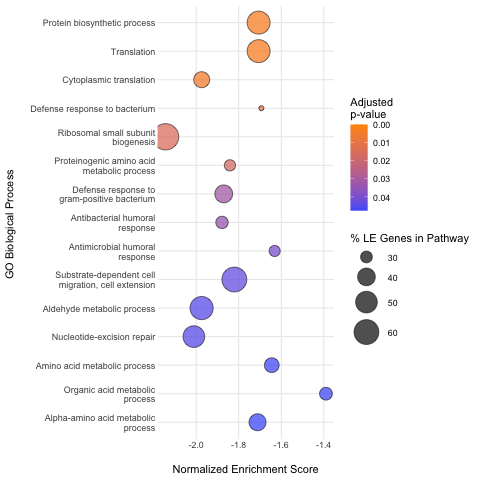 Protein biosynthetic process
Translation
Cytoplasmic translation
Defense response to bacterium
Ribosomal small subunit
biogenesis
Proteinogenic amino acid
metabolic process
Defense response to
gram-positive bacterium
Antibacterial humoral
response
Antimicrobial humoral
response
Substrate-dependent cell
migration, cell extension
Aldehyde metabolic process
Nucleotide-excision repair
Amino acid metabolic process
Organic acid metabolic
process
Alpha-amino acid metabolic
process
GO Biological Process
-2.0 -1.8 -1.6 -1.4
Normalized Enrichment Score
Adjusted
p-value
0.00
0.01
0.02
0.03
0.04
% LE Genes in Pathway
30
40
50
60